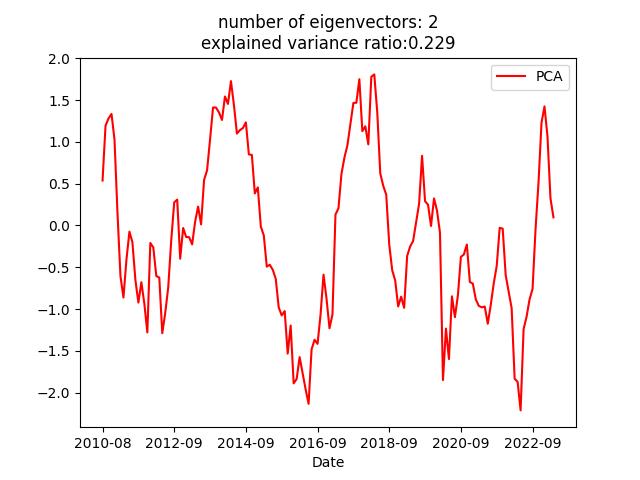 number of eigenvectors: 2
explained variance ratio:0.229
PCA
2.0
1.5
1.0
0.5
0.0
−0.5
−1.0
−1.5
−2.0
2010-08 2012-09 2014-09 2016-09 2018-09 2020-09 2022-09
Date